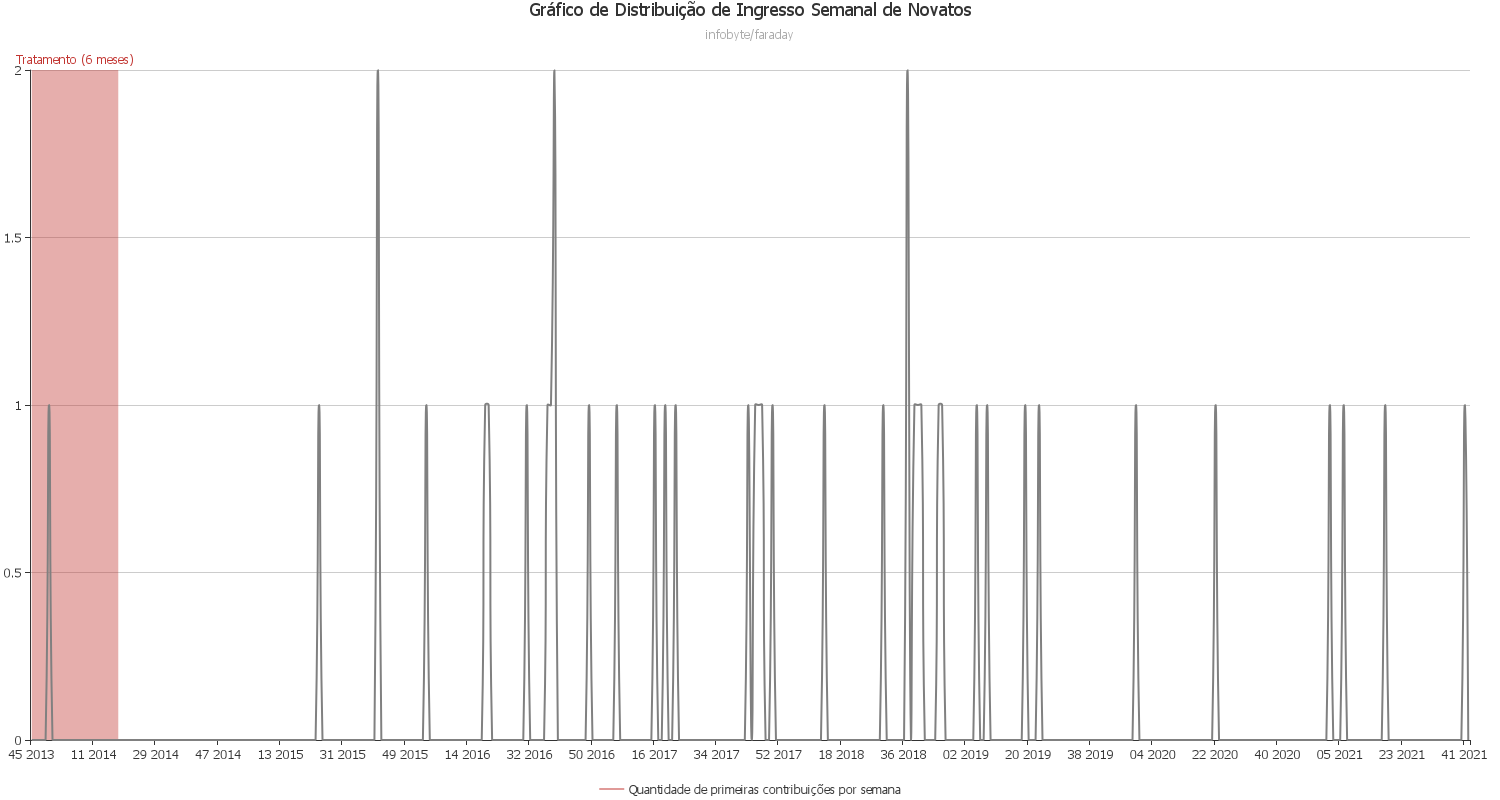 Gráfico de Distribuição de Ingresso Semanal de Novatos
infobyte/faraday
Tratamento (6 meses)
2
1.5
1
0.5
0
45 2013 11 2014 29 2014 47 2014 13 2015 31 2015 49 2015 14 2016 32 2016 50 2016 16 2017 34 2017 52 2017 18 2018 36 2018 02 2019 20 2019 38 2019 04 2020 22 2020 40 2020 05 2021 23 2021 41 2021
Quantidade de primeiras contribuições por semana